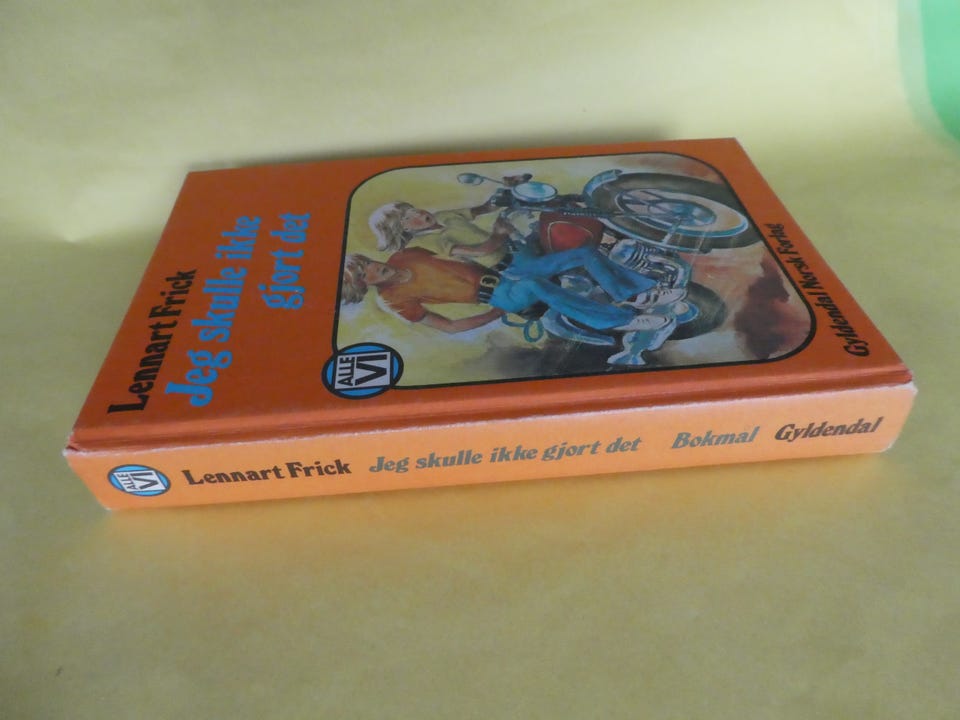 Lennart Frick
Jeg skulle ikke
gjort det
ALLE
VI
Gyldendal Norsk Forlag
ALLE
VI
Lennart Frick Jeg skulle ikke gjort det Bokmål Gyldendal